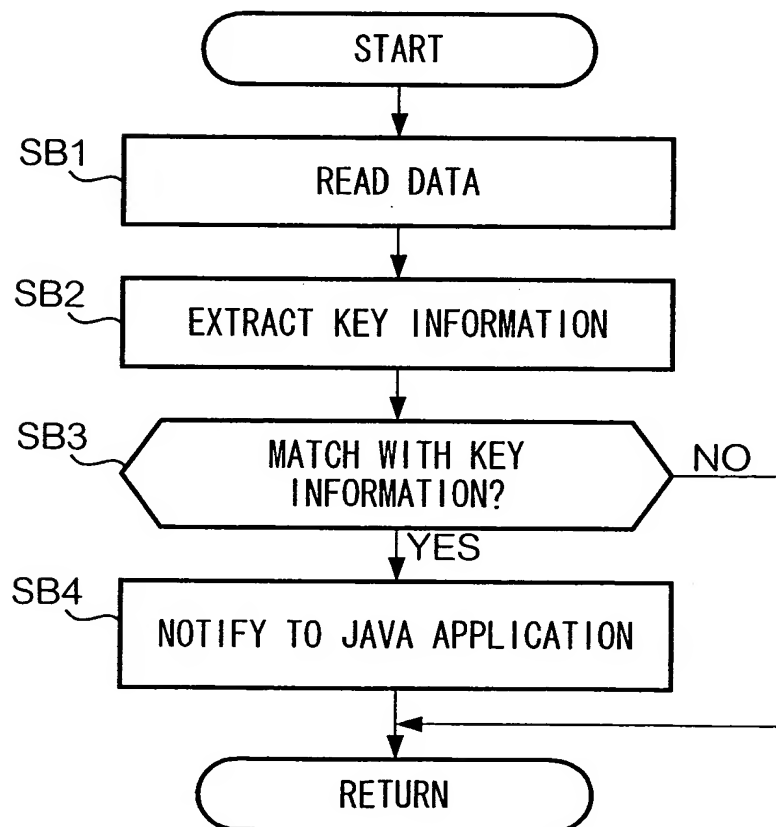 START
SB1
READ DATA
SB2
EXTRACT KEY INFORMATION
SB3
MATCH WITH KEY
INFORMATION?
NO
YES
SB4
NOTIFY TO JAVA APPLICATION
RETURN